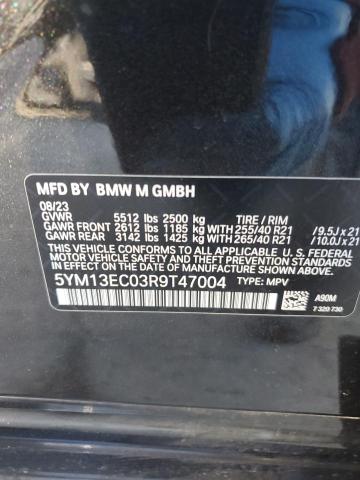 MFD BY BMW M GMBH
08/23
GVWR 5512 lbs 2500 kg TIRE / RIM
GAWR FRONT 2612 lbs 1185 kg WITH 255/40 R21 / 9.5J x 21
GAWR REAR 3142 lbs 1425 kg WITH 265/40 R21 / 10.0J x 21
THIS VEHICLE CONFORMS TO ALL APPLICABLE FEDERAL
MOTOR VEHICLE SAFETY, BUMPER AND THEFT PREVENTION STANDARDS
IN EFFECT ON THE DATE OF MANUFACTURE SHOWN ABOVE.
5YM13EC03R9T47004 TYPE: MPV
A90M
7 320 730